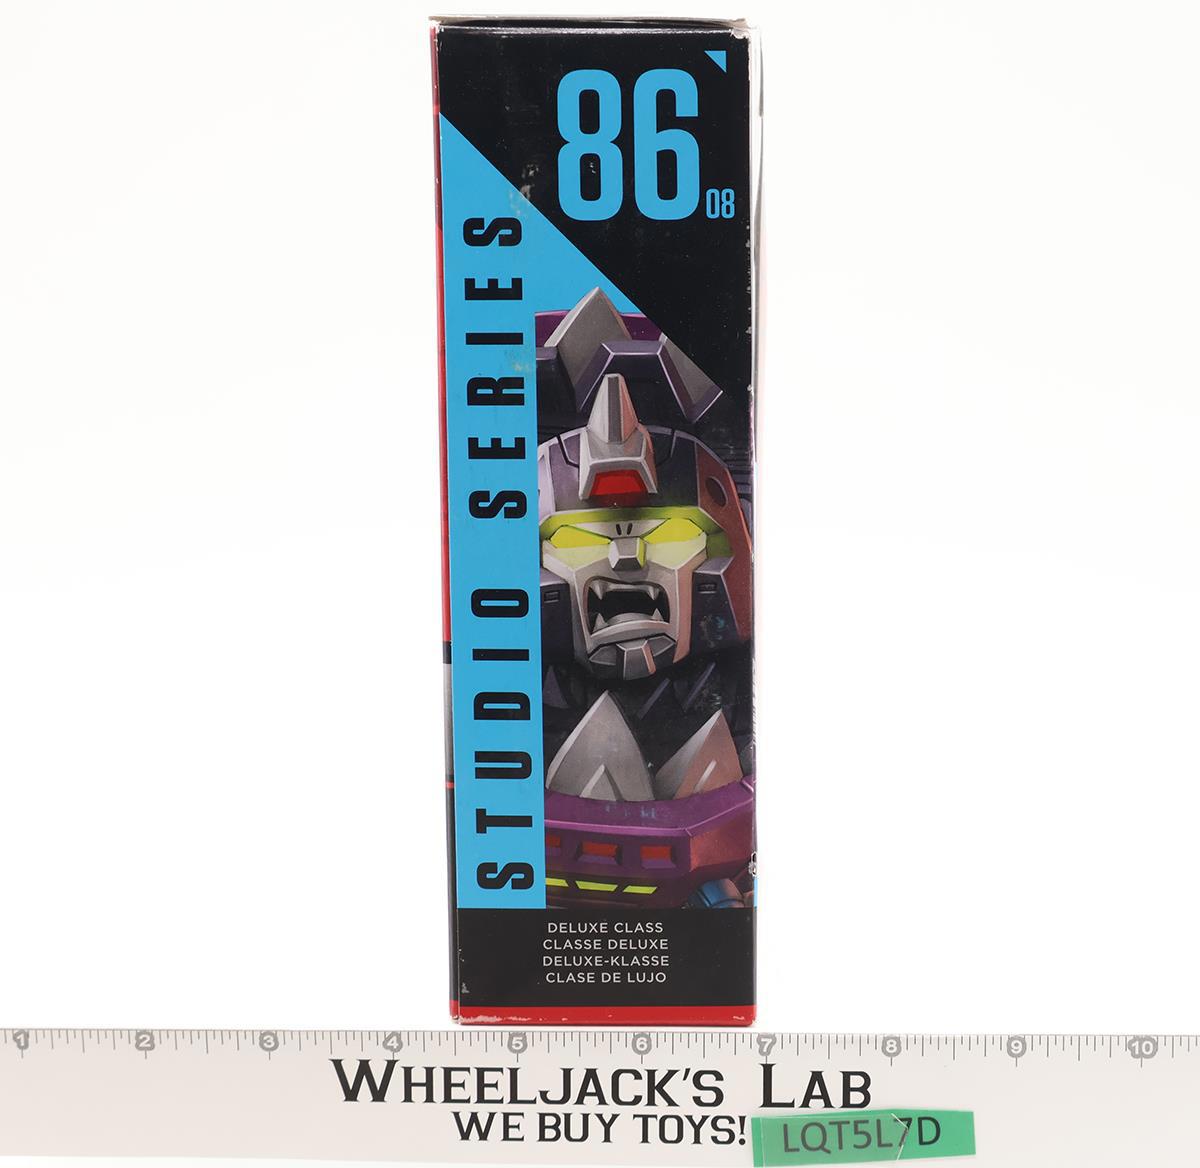 86
08
STUDIO SERIES
DELUXE CLASS
CLASSE DELUXE
DELUXE-KLASSE
CLASE DE LUJO
1 2 3 4 5 6 7 8 9 10
WHEELJACK'S LAB
WE BUY TOYS!
LQT5L7D